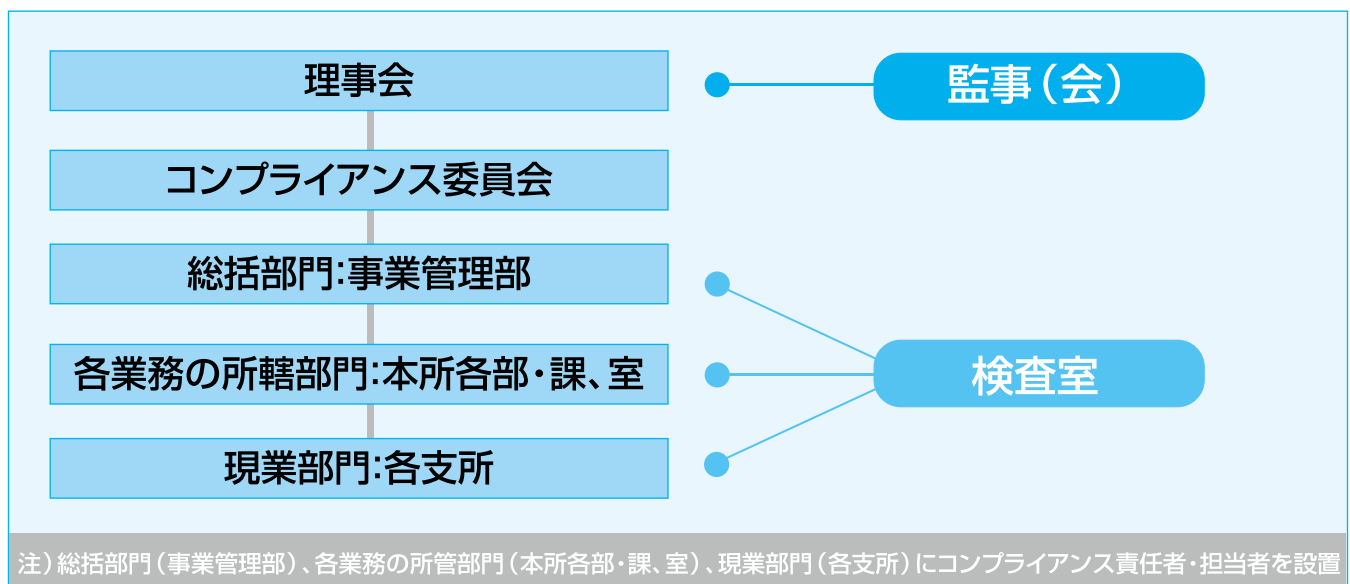 理事会
監事（会）
コンプライアンス委員会
総括部門：事業管理部
各業務の所轄部門：本所各部・課、室
検査室
現業部門：各支所
注）総括部門（事業管理部）、各業務の所管部門（本所各部・課、室）、現業部門（各支所）にコンプライアンス責任者・担当者を設置